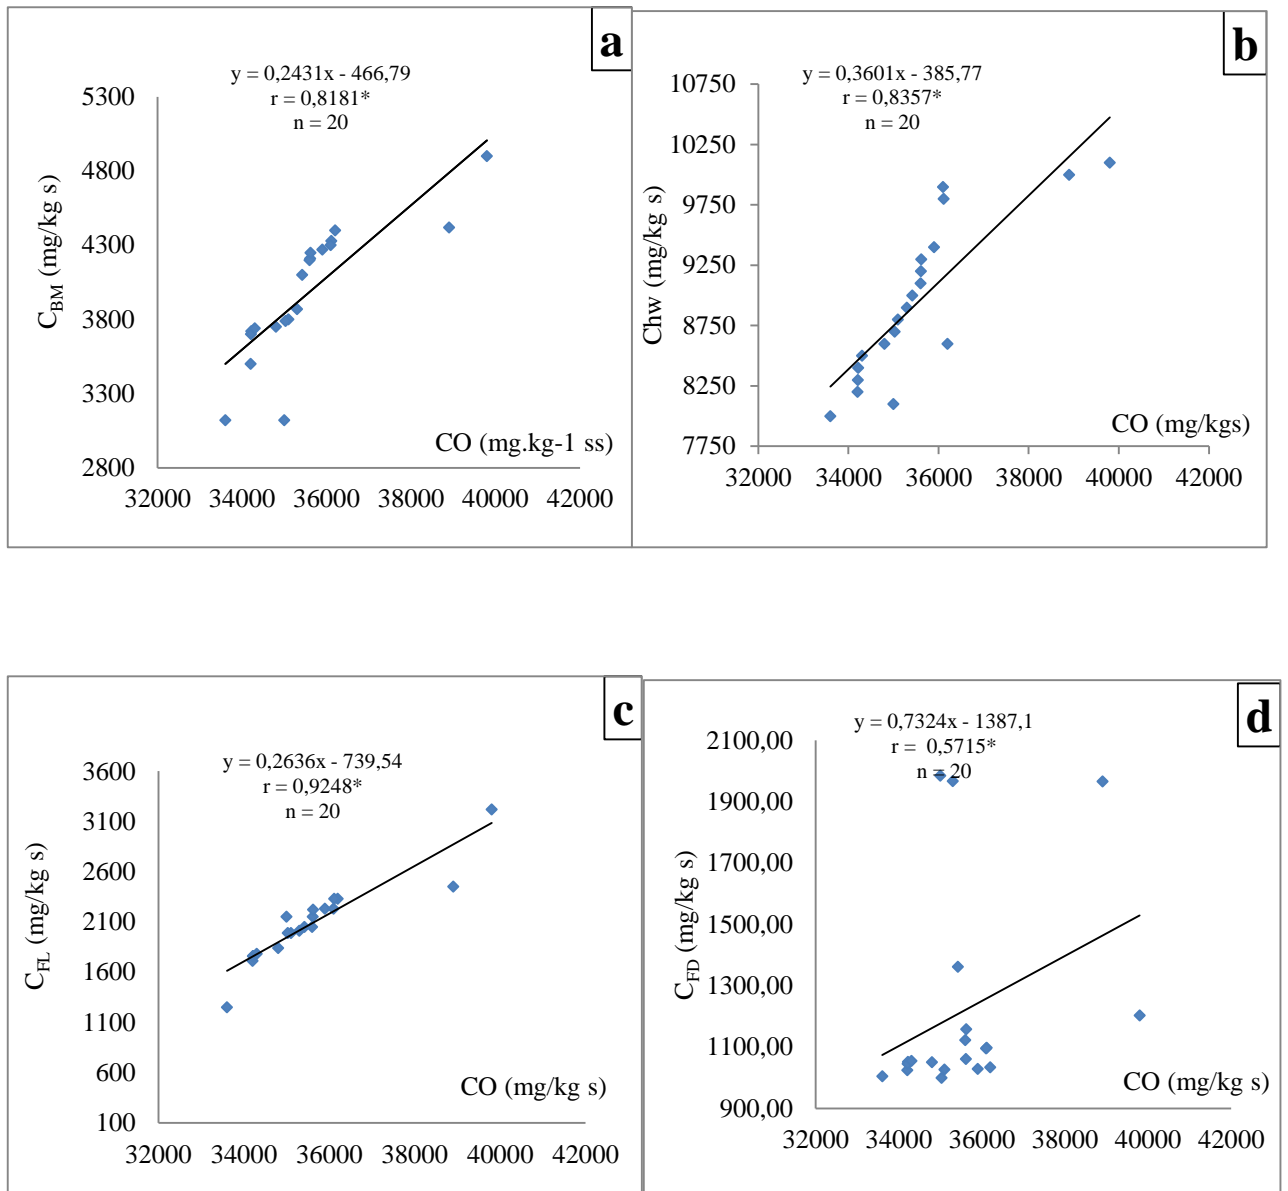 a
y = 0,2431x - 466,79
r = 0,8181*
n = 20
5300
4800
4300
3800
3300
2800
C_BM (mg/kg s)
CO (mg.kg-1 ss)
32000 34000 36000 38000 40000 42000
b
y = 0,3601x - 385,77
r = 0,8357*
n = 20
10750
10250
9750
9250
8750
8250
7750
Chw (mg/kg s)
CO (mg/kgs)
32000 34000 36000 38000 40000 42000
c
y = 0,2636x - 739,54
r = 0,9248*
n = 20
3600
3100
2600
2100
1600
1100
600
100
C_FL (mg/kg s)
CO (mg/kg s)
32000 34000 36000 38000 40000 42000
d
y = 0,7324x - 1387,1
r = 0,5715*
n = 20
2100,00
1900,00
1700,00
1500,00
1300,00
1100,00
900,00
C_FD (mg/kg s)
CO (mg/kg s)
32000 34000 36000 38000 40000 42000